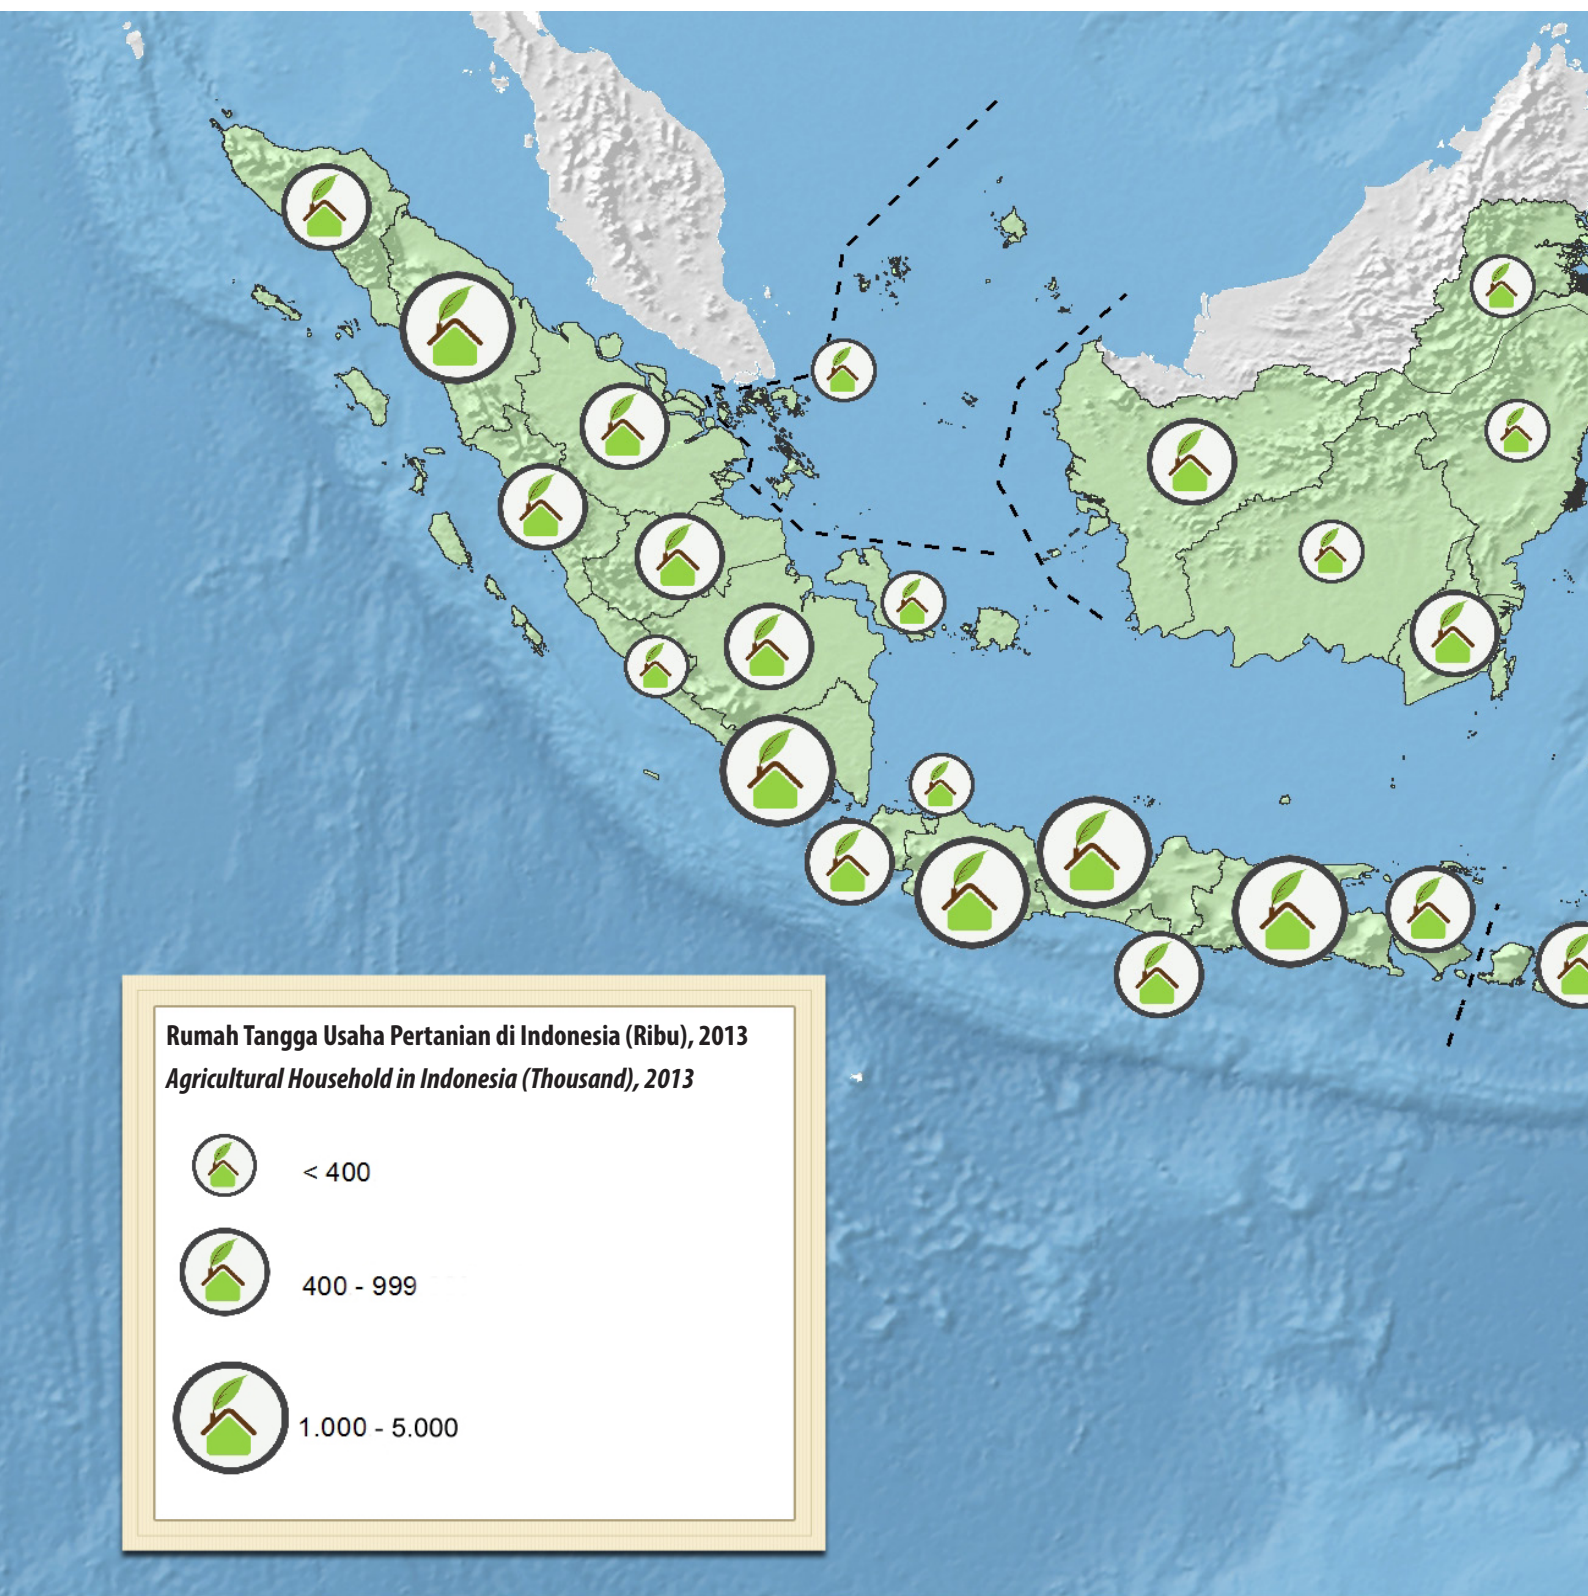 Rumah Tangga Usaha Pertanian di Indonesia (Ribu), 2013
Agricultural Household in Indonesia (Thousand), 2013
< 400
400 - 999
1.000 - 5.000